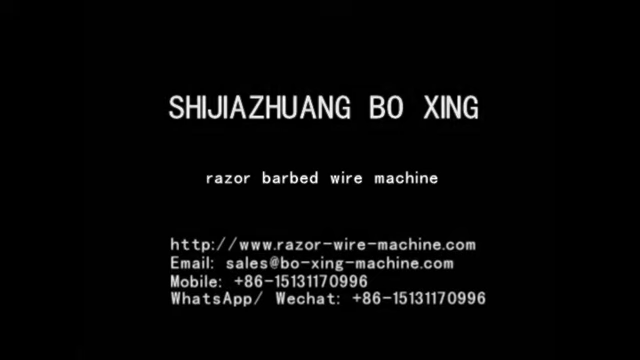 SHIJIAZHUANG BO XING
razor barbed wire machine
http://www.razor-wire-machine.com
Email: sales@bo-xing-machine.com
Mobile: +86-15131170996
WhatsApp/ Wechat: +86-15131170996